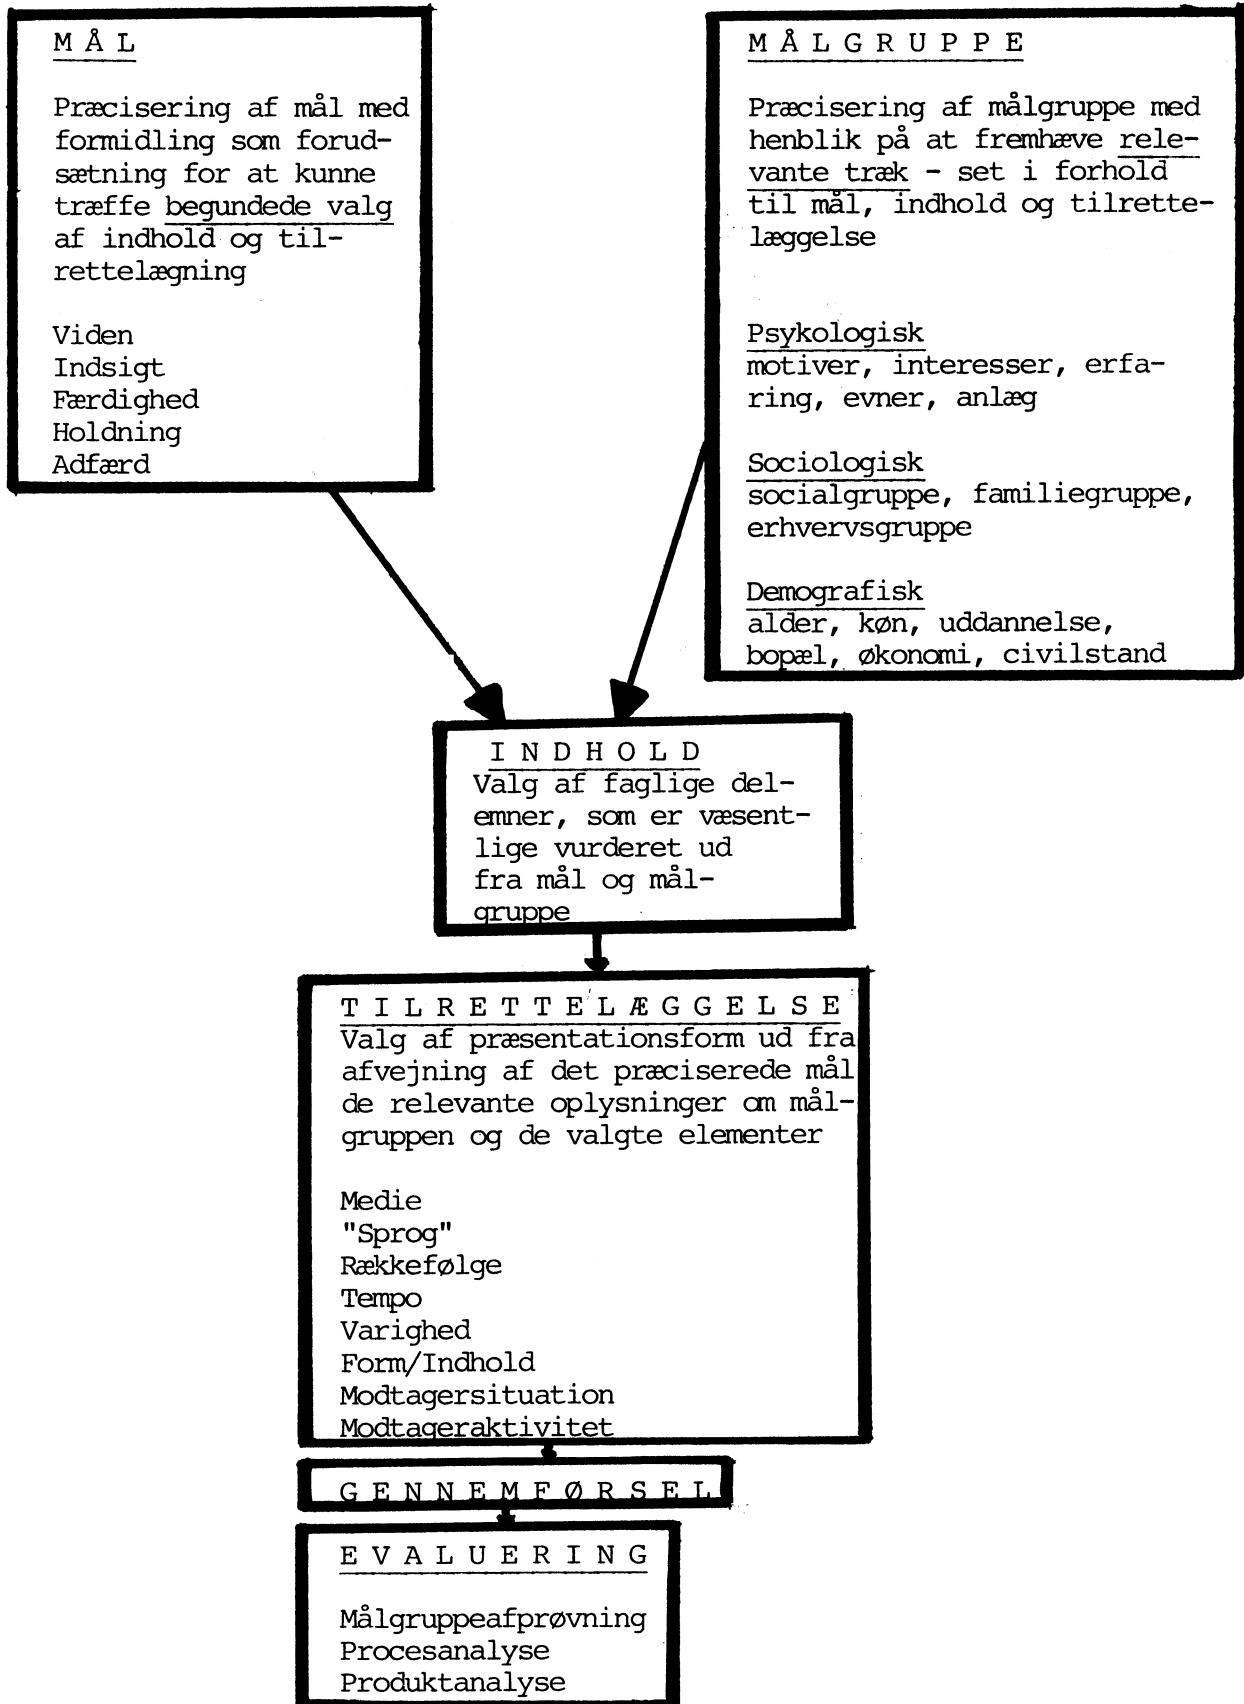 M Å L
Præcisering af mål med
formidling som forud-
sætning for at kunne
træffe begundede valg
af indhold og til-
rettelægning
Viden
Indsigt
Færdighed
Holdning
Adfærd
M Å L G R U P P E
Præcisering af målgruppe med
henblik på at fremhæve rele-
vante træk - set i forhold
til mål, indhold og tilrette-
læggelse
Psykologisk
motiver, interesser, erfa-
ring, evner, anlæg
Sociologisk
socialgruppe, familiegruppe,
erhvervsgruppe
Demografisk
alder, køn, uddannelse,
bopæl, økonomi, civilstand
I N D H O L D
Valg af faglige del-
emner, som er væsent-
lige vurderet ud
fra mål og mål-
gruppe
T I L R E T T E L Æ G G E L S E
Valg af præsentationsform ud fra
afvejning af det præciserede mål
de relevante oplysninger om mål-
gruppen og de valgte elementer
Medie
"Sprog"
Rækkefølge
Tempo
Varighed
Form/Indhold
Modtagersituation
Modtageraktivitet
G E N N E M F Ø R S E L
E V A L U E R I N G
Målgruppeafprøvning
Procesanalyse
Produktanalyse